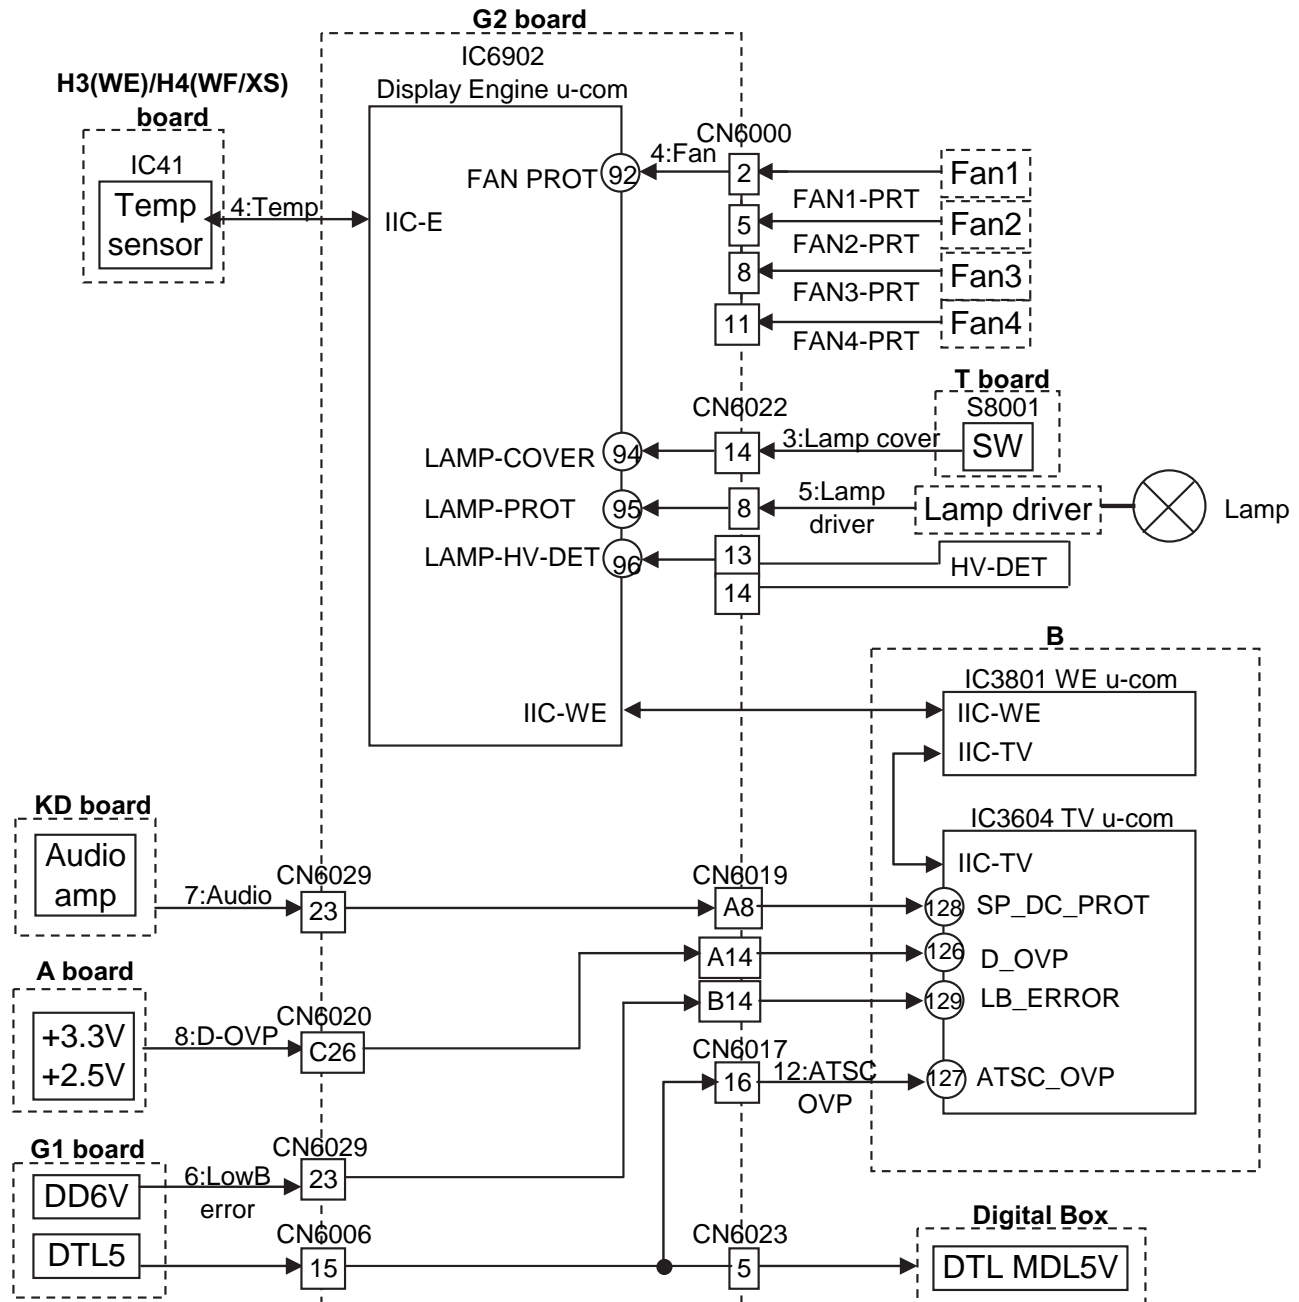 G2 board
IC6902
Display Engine u-com
H3(WE)/H4(WF/XS)
board
IC41
Temp
sensor
4:Temp
IIC-E
FAN PROT
92
4:Fan
CN6000
2
FAN1-PRT
Fan1
5
FAN2-PRT
Fan2
8
FAN3-PRT
Fan3
11
FAN4-PRT
Fan4
T board
S8001
SW
CN6022
LAMP-COVER
94
14
3:Lamp cover
LAMP-PROT
95
8
5:Lamp
driver
Lamp driver
Lamp
LAMP-HV-DET
96
13
14
HV-DET
B
IC3801 WE u-com
IIC-WE
IIC-WE
IIC-TV
IC3604 TV u-com
IIC-TV
KD board
Audio
amp
7:Audio
CN6029
23
CN6019
A8
128
SP_DC_PROT
A14
126
D_OVP
B14
129
LB_ERROR
A board
+3.3V
+2.5V
8:D-OVP
CN6020
C26
CN6017
16
12:ATSC
OVP
127
ATSC_OVP
G1 board
DD6V
6:LowB
error
CN6029
23
DTL5
CN6006
15
CN6023
5
Digital Box
DTL MDL5V